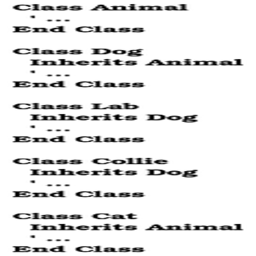 Class Animal
' ...
End Class
Class Dog
Inherits Animal
' ...
End Class
Class Lab
Inherits Dog
' ...
End Class
Class Collie
Inherits Dog
' ...
End Class
Class Cat
Inherits Animal
' ...
End Class